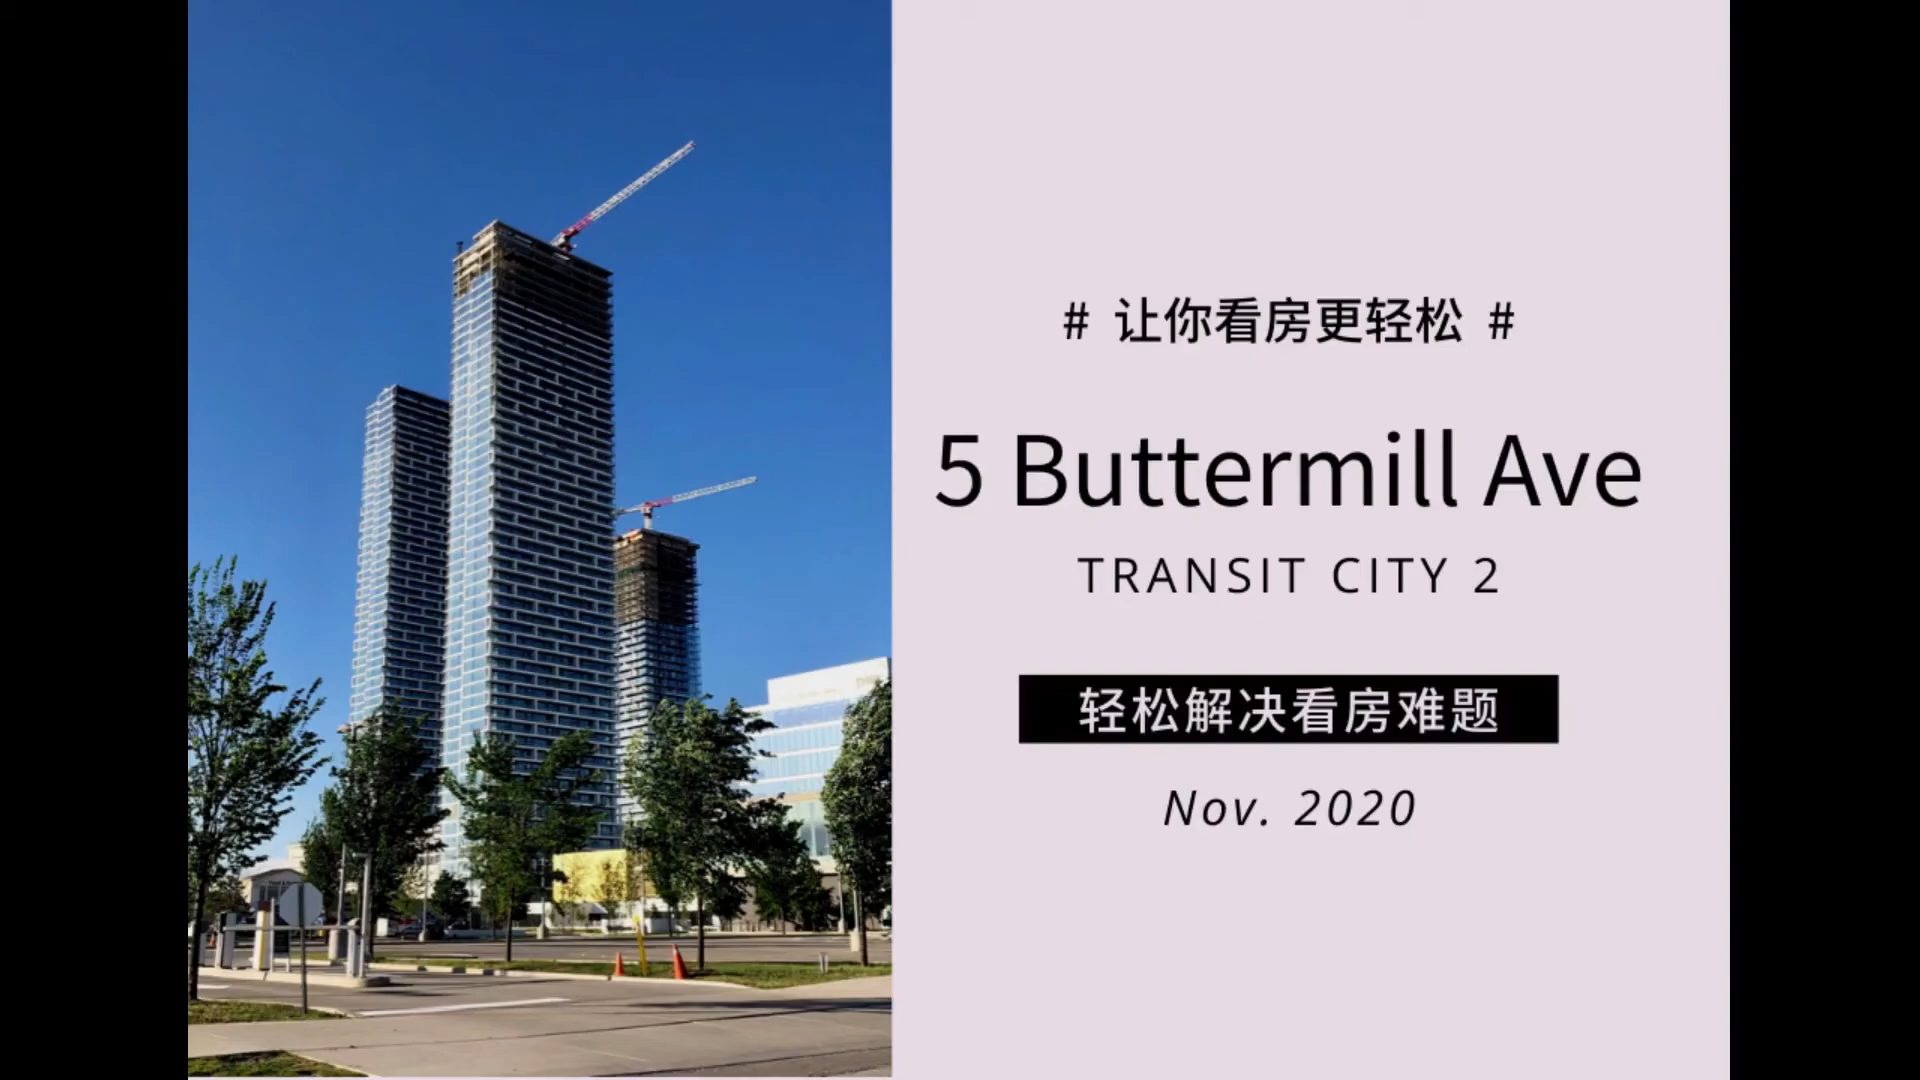 # 让你看房更轻松 #
5 Buttermill Ave
TRANSIT CITY 2
轻松解决看房难题
Nov. 2020